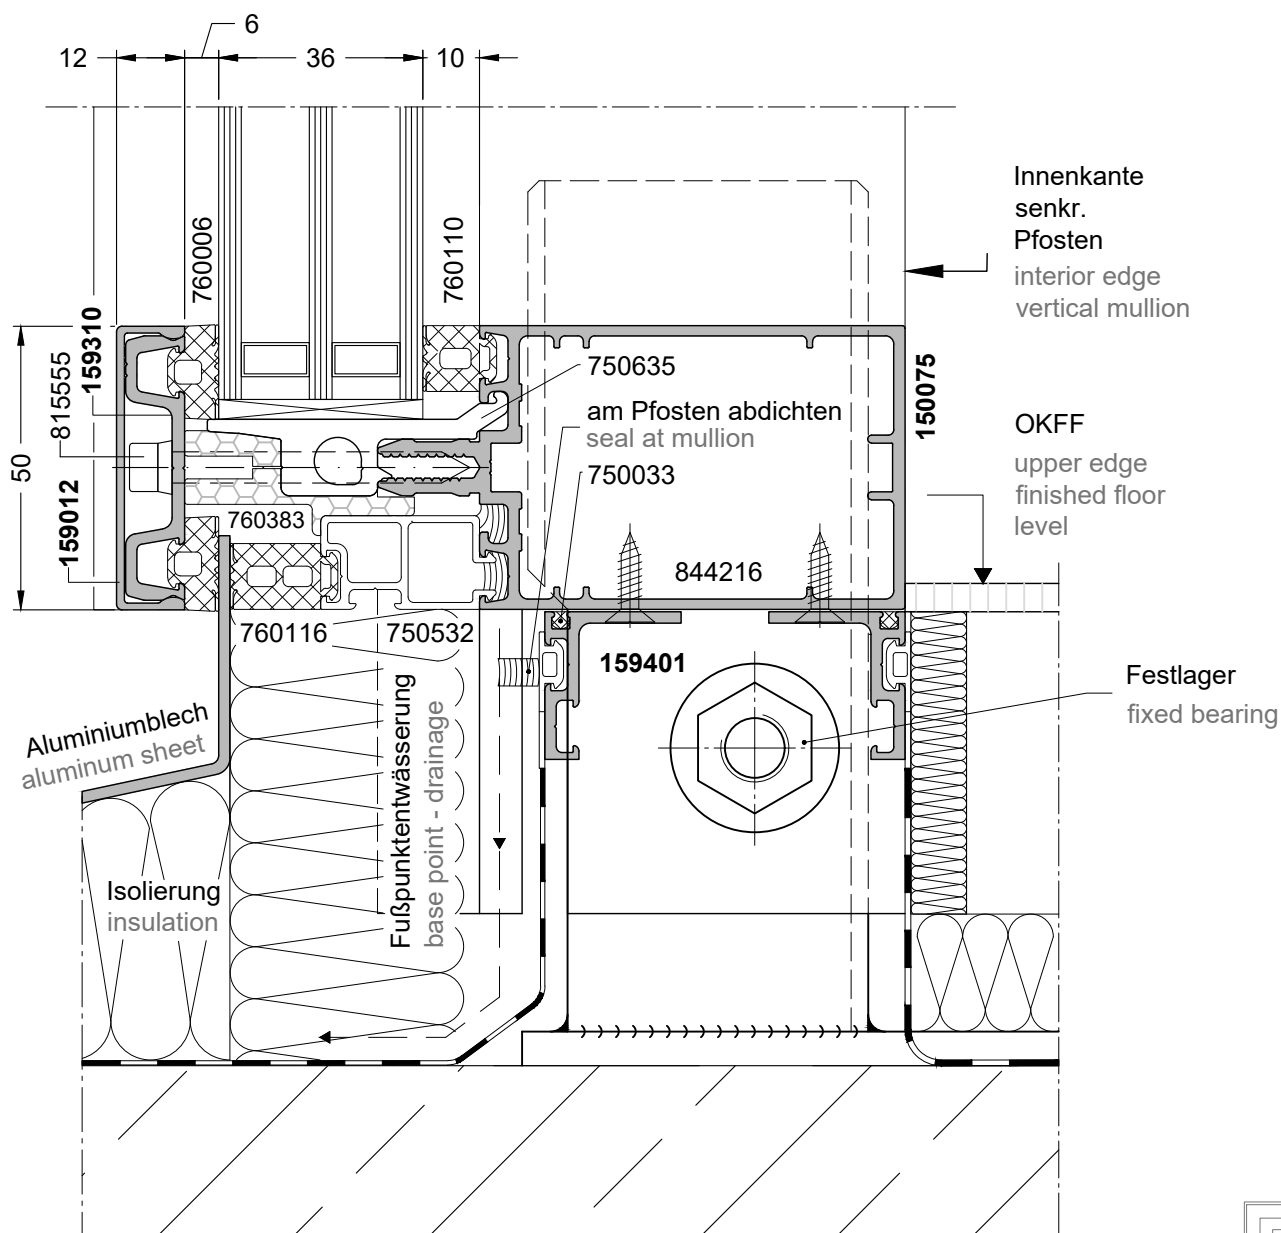 6
12
36
10
760006
760110
Innenkante
senkr.
Pfosten
interior edge
vertical mullion
159310
815555
50
159012
750635
am Pfosten abdichten
seal at mullion
750033
150075
OKFF
upper edge
finished floor
level
760383
844216
760116
750532
159401
Festlager
fixed bearing
Aluminiumblech
aluminum sheet
Fußpunktentwässerung
base point - drainage
Isolierung
insulation